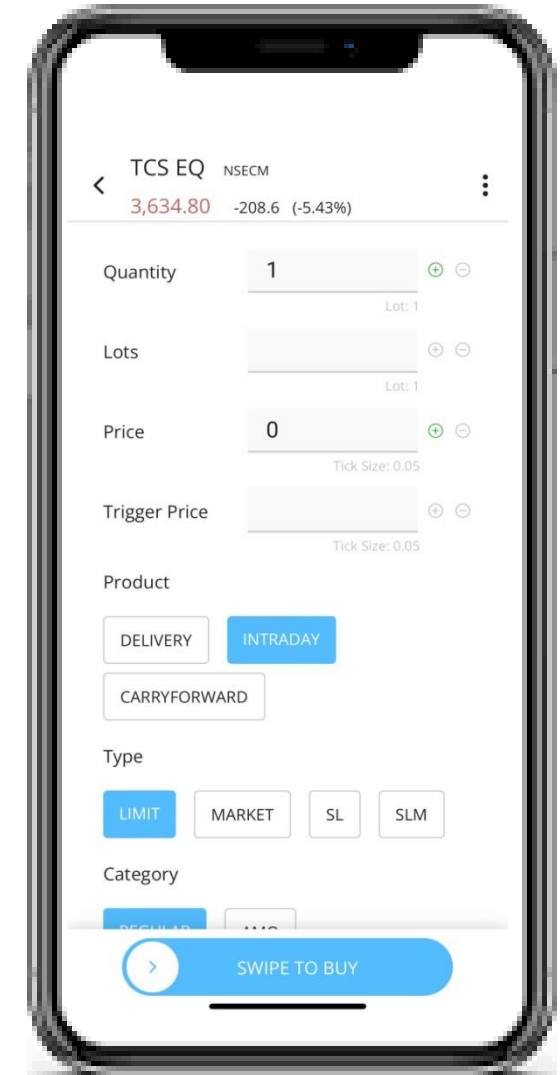 TCS EQ NSECM
3,634.80 -208.6 (-5.43%)
Quantity 1
Lot: 1
Lots
Lot: 1
Price 0
Tick Size: 0.05
Trigger Price
Tick Size: 0.05
Product
DELIVERY INTRADAY
CARRYFORWARD
Type
LIMIT MARKET SL SLM
Category
REGULAR AMO
SWIPE TO BUY